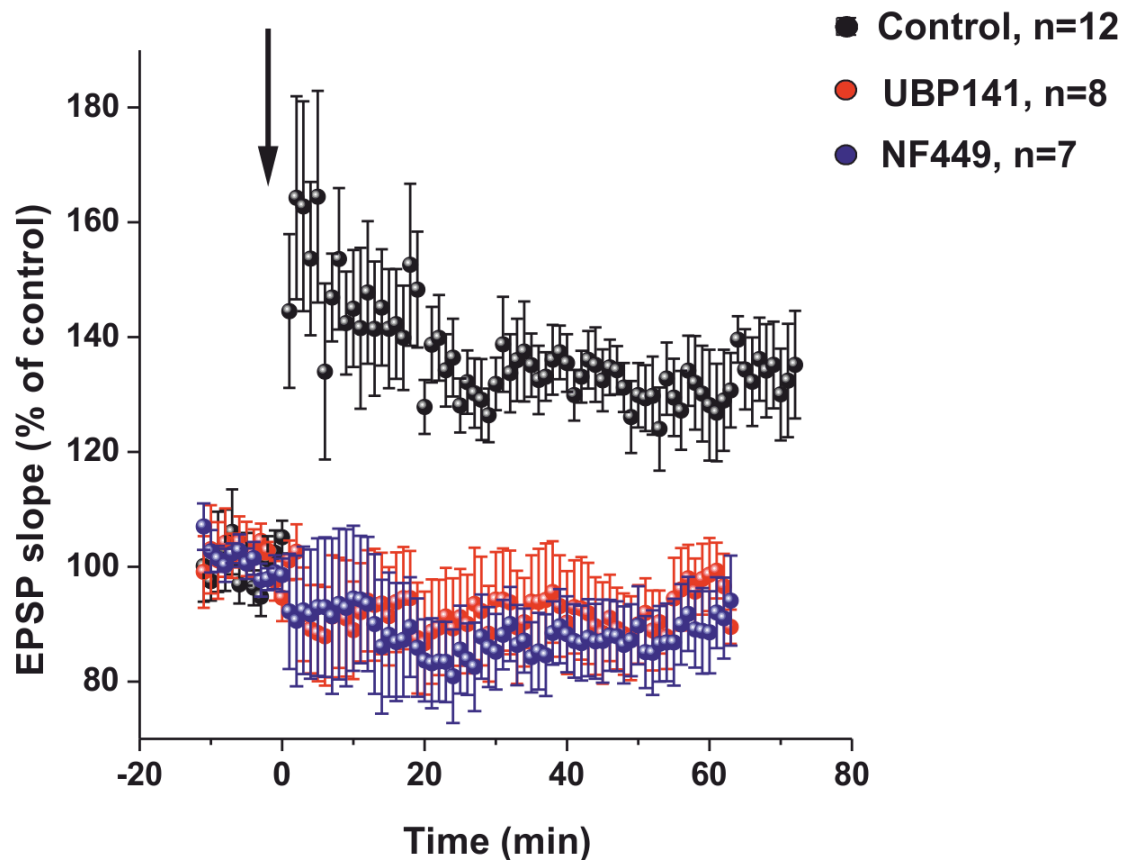 Control, n=12
UBP141, n=8
NF449, n=7
EPSP slope (% of control)
180
160
140
120
100
80
-20
0
20
40
60
80
Time (min)